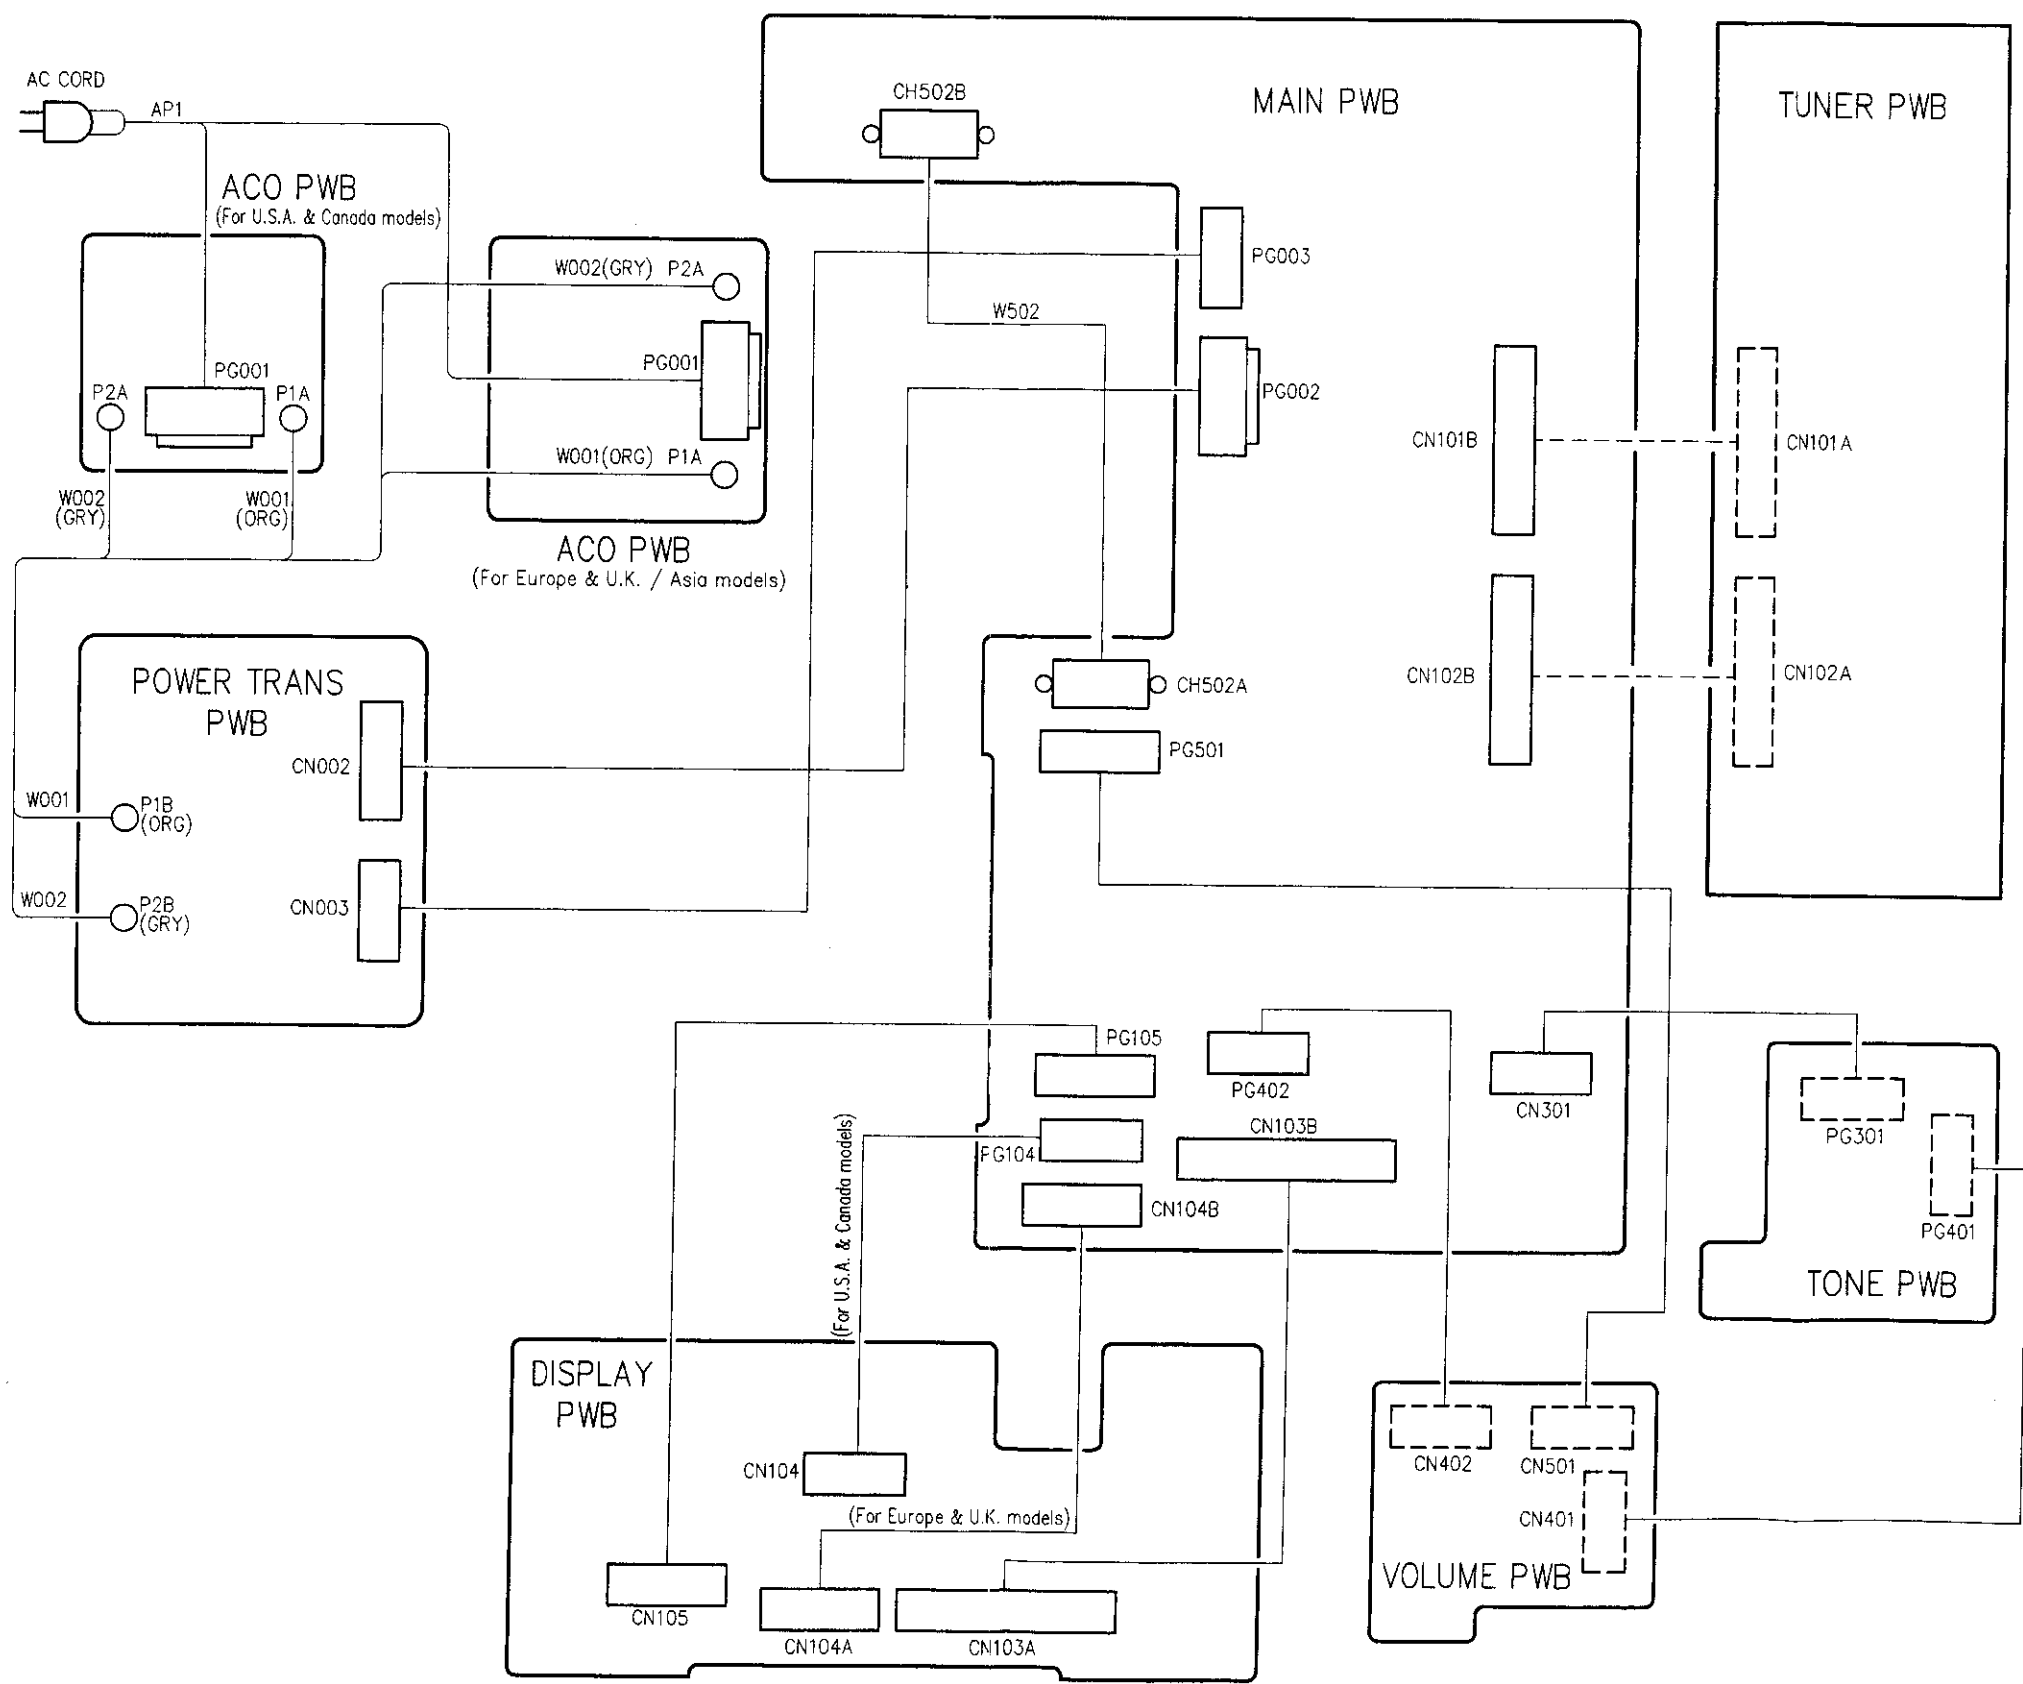 AC CORD
AP1
ACO PWB
(For U.S.A. & Canada models)
PG001
P2A
P1A
W002
(GRY)
W001
(ORG)
W002(GRY) P2A
PG001
W001(ORG) P1A
ACO PWB
(For Europe & U.K. / Asia models)
CH502B
MAIN PWB
TUNER PWB
PG003
W502
PG002
CN101B
CN101A
CN102B
CN102A
CH502A
PG501
POWER TRANS
PWB
CN002
W001
P1B
(ORG)
W002
P2B
(GRY)
CN003
PG105
PG402
CN301
PG104
CN103B
CN104B
(For U.S.A. & Canada models)
PG301
PG401
TONE PWB
DISPLAY
PWB
CN104
(For Europe & U.K. models)
CN105
CN104A
CN103A
CN402
CN501
CN401
VOLUME PWB